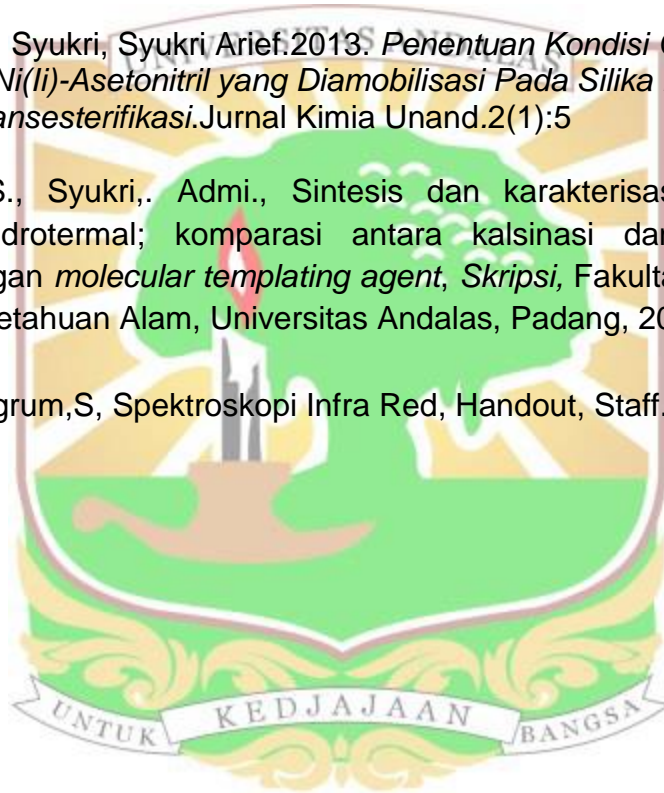 UNIVERSITAS ANDALAS
Syukri, Syukri Arief.2013. Penentuan Kondisi
Ni(Ii)-Asetonitril yang Diamobilisasi Pada Silika
ansesterifikasi.Jurnal Kimia Unand.2(1):5
S., Syukri,. Admi., Sintesis dan karakterisas
drotermal; komparasi antara kalsinasi dar
gan molecular templating agent, Skripsi, Fakulta
etahuan Alam, Universitas Andalas, Padang, 20
grum,S, Spektroskopi Infra Red, Handout, Staff.
UNTUK KEDJAJAAN BANGSA